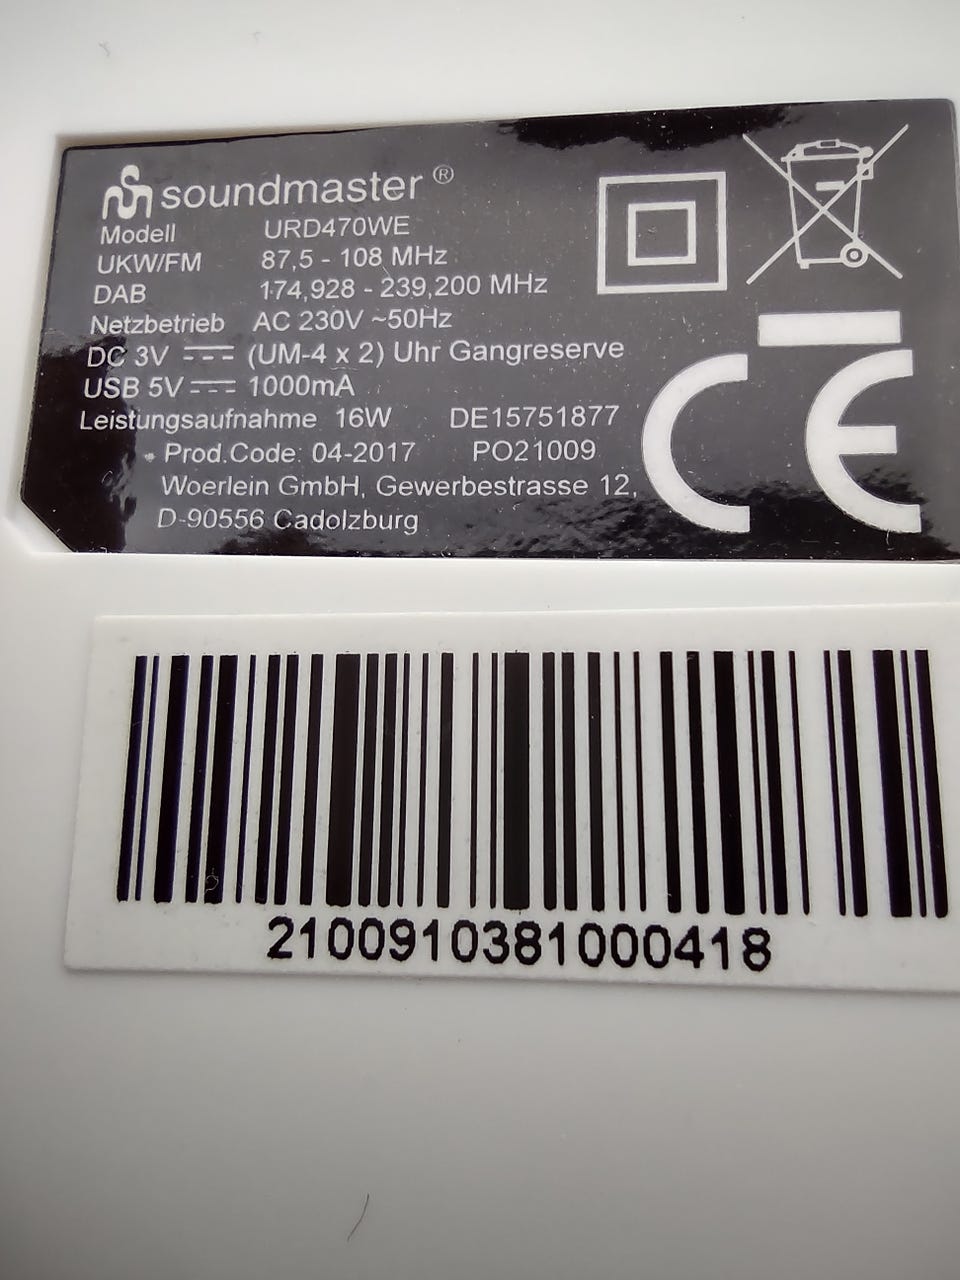 soundmaster®
Modell URD470WE
UKW/FM 87,5 - 108 MHz
DAB 174,928 - 239,200 MHz
Netzbetrieb AC 230V ~50Hz
DC 3V ⎓ (UM-4 x 2) Uhr Gangreserve
USB 5V ⎓ 1000mA
Leistungsaufnahme 16W DE15751877
Prod.Code: 04-2017 PO21009
Woerlein GmbH, Gewerbestrasse 12,
D-90556 Cadolzburg
CE
2100910381000418